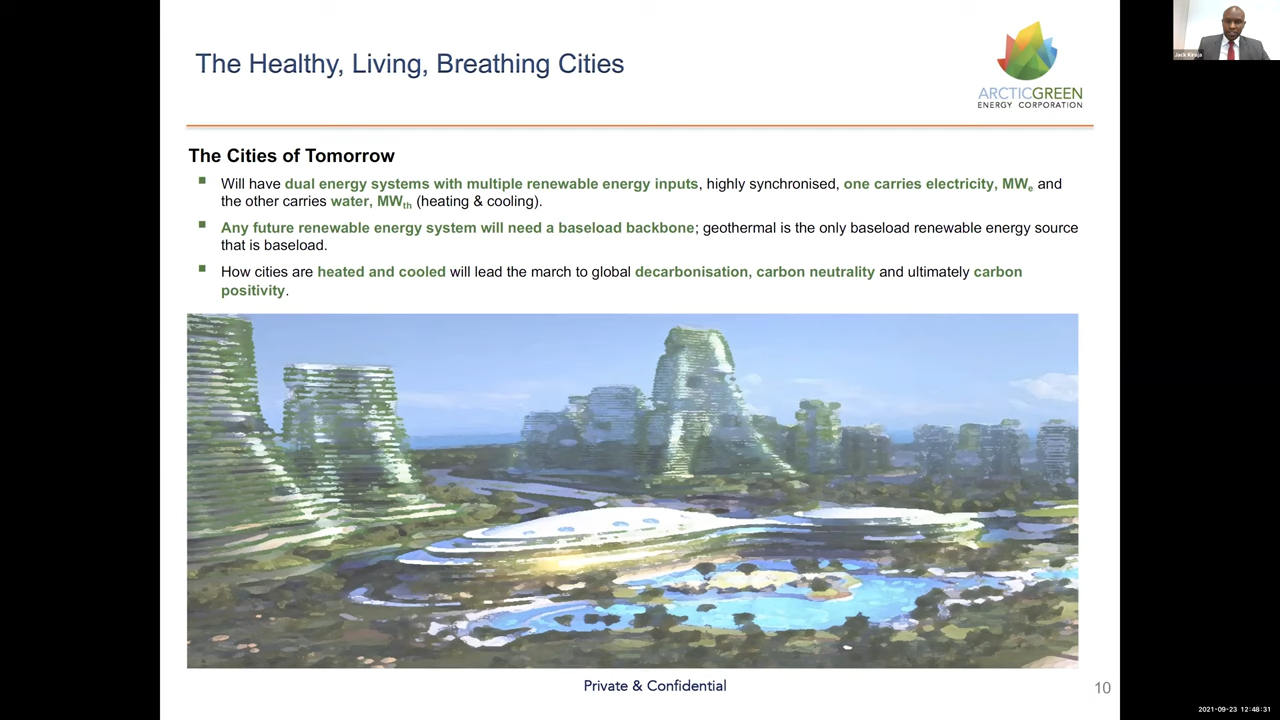 The Healthy, Living, Breathing Cities
ARCTICGREEN
ENERGY CORPORATION
Jack Kiruja
The Cities of Tomorrow
Will have dual energy systems with multiple renewable energy inputs, highly synchronised, one carries electricity, MWe and
the other carries water, MWth (heating & cooling).
Any future renewable energy system will need a baseload backbone; geothermal is the only baseload renewable energy source
that is baseload.
How cities are heated and cooled will lead the march to global decarbonisation, carbon neutrality and ultimately carbon
positivity.
Private & Confidential
10
2021-09-23 12:48:31